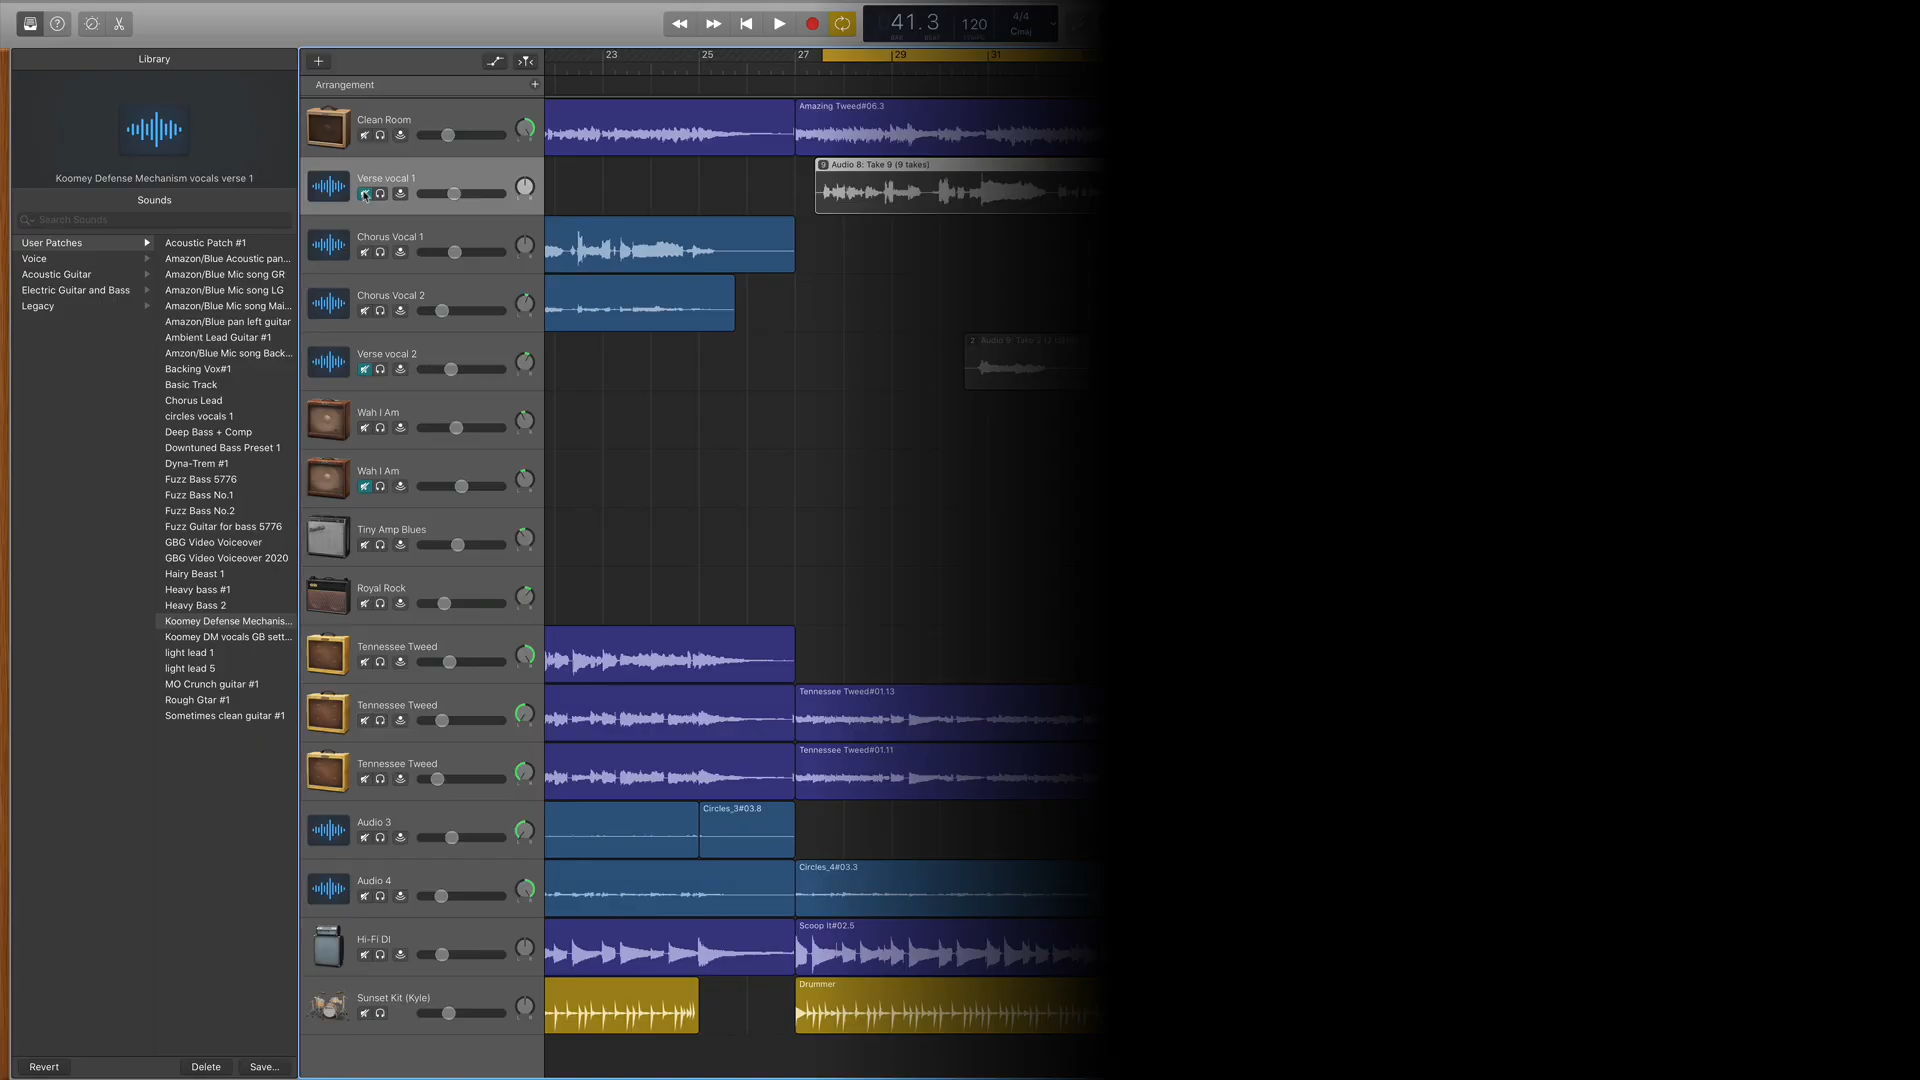 41.3
120
4/4
Cmaj
Library
23
25
27
29
31
Arrangement
Koomey Defense Mechanism vocals verse 1
Sounds
Search Sounds
User Patches
Voice
Acoustic Guitar
Electric Guitar and Bass
Legacy
Acoustic Patch #1
Amazon/Blue Acoustic pan...
Amazon/Blue Mic song GR
Amazon/Blue Mic song LG
Amazon/Blue Mic song Mai...
Amazon/Blue pan left guitar
Ambient Lead Guitar #1
Amzon/Blue Mic song Back...
Backing Vox#1
Basic Track
Chorus Lead
circles vocals 1
Deep Bass + Comp
Downtuned Bass Preset 1
Dyna-Trem #1
Fuzz Bass 5776
Fuzz Bass No.1
Fuzz Bass No.2
Fuzz Guitar for bass 5776
GBG Video Voiceover
GBG Video Voiceover 2020
Hairy Beast 1
Heavy bass #1
Heavy Bass 2
Koomey Defense Mechanis...
Koomey DM vocals GB sett...
light lead 1
light lead 5
MO Crunch guitar #1
Rough Gtar #1
Sometimes clean guitar #1
Revert
Delete
Save...
Clean Room
Amazing Tweed#06.3
Verse vocal 1
9 Audio 8: Take 9 (9 takes)
Chorus Vocal 1
Chorus Vocal 2
Verse vocal 2
2 Audio 9: Take 2 (2 takes)
Wah I Am
Wah I Am
Tiny Amp Blues
Royal Rock
Tennessee Tweed
Tennessee Tweed
Tennessee Tweed#01.13
Tennessee Tweed
Tennessee Tweed#01.11
Audio 3
Circles_3#03.8
Audio 4
Circles_4#03.3
Hi-Fi DI
Scoop It#02.5
Sunset Kit (Kyle)
Drummer